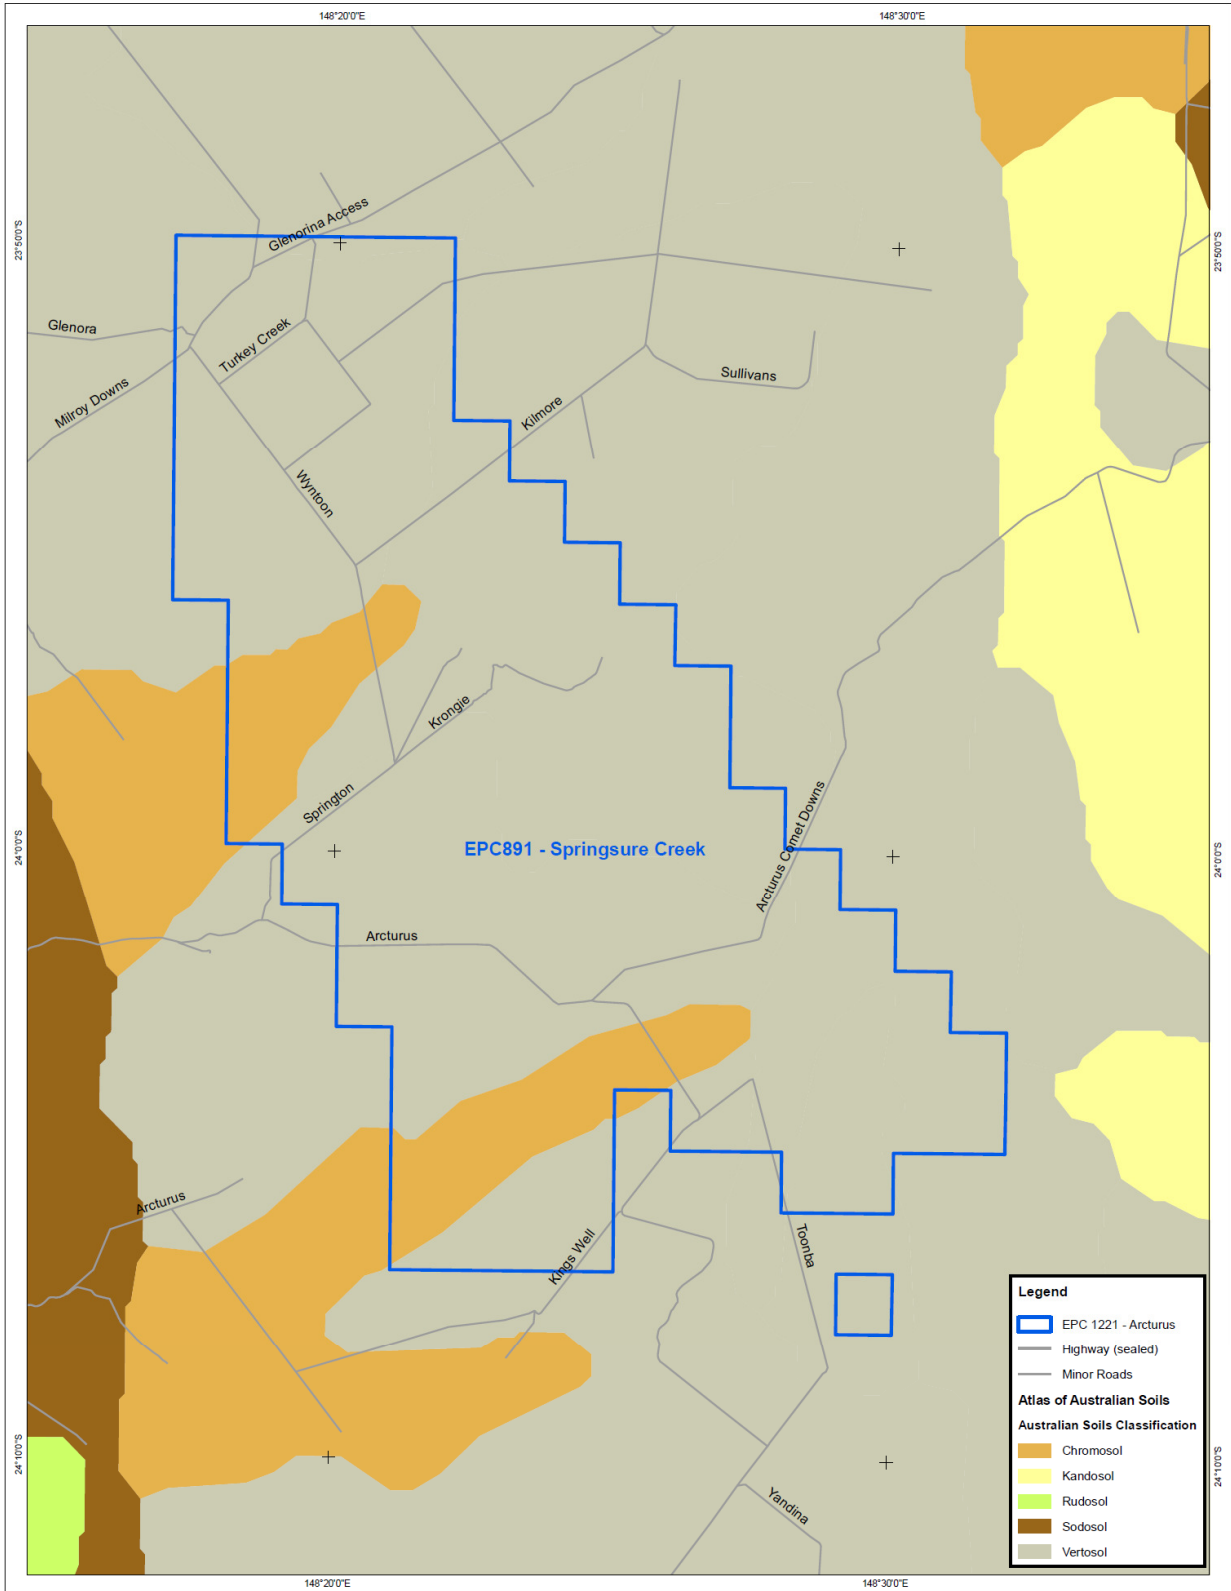 148°20'0"E
148°30'0"E
23°50'0"S
23°50'0"S
Glenorina Access
Glenora
Turkey Creek
Milroy Downs
Sullivans
Kilmore
Wyntoon
Krongie
Springton
Arcturus Comet Downs
24°0'0"S
EPC891 - Springsure Creek
24°0'0"S
Arcturus
Arcturus
Kings Well
Toonba
Legend
EPC 1221 - Arcturus
Highway (sealed)
Minor Roads
Atlas of Australian Soils
Australian Soils Classification
Chromosol
Kandosol
Rudosol
Sodosol
Vertosol
24°10'0"S
24°10'0"S
Yandina
148°20'0"E
148°30'0"E